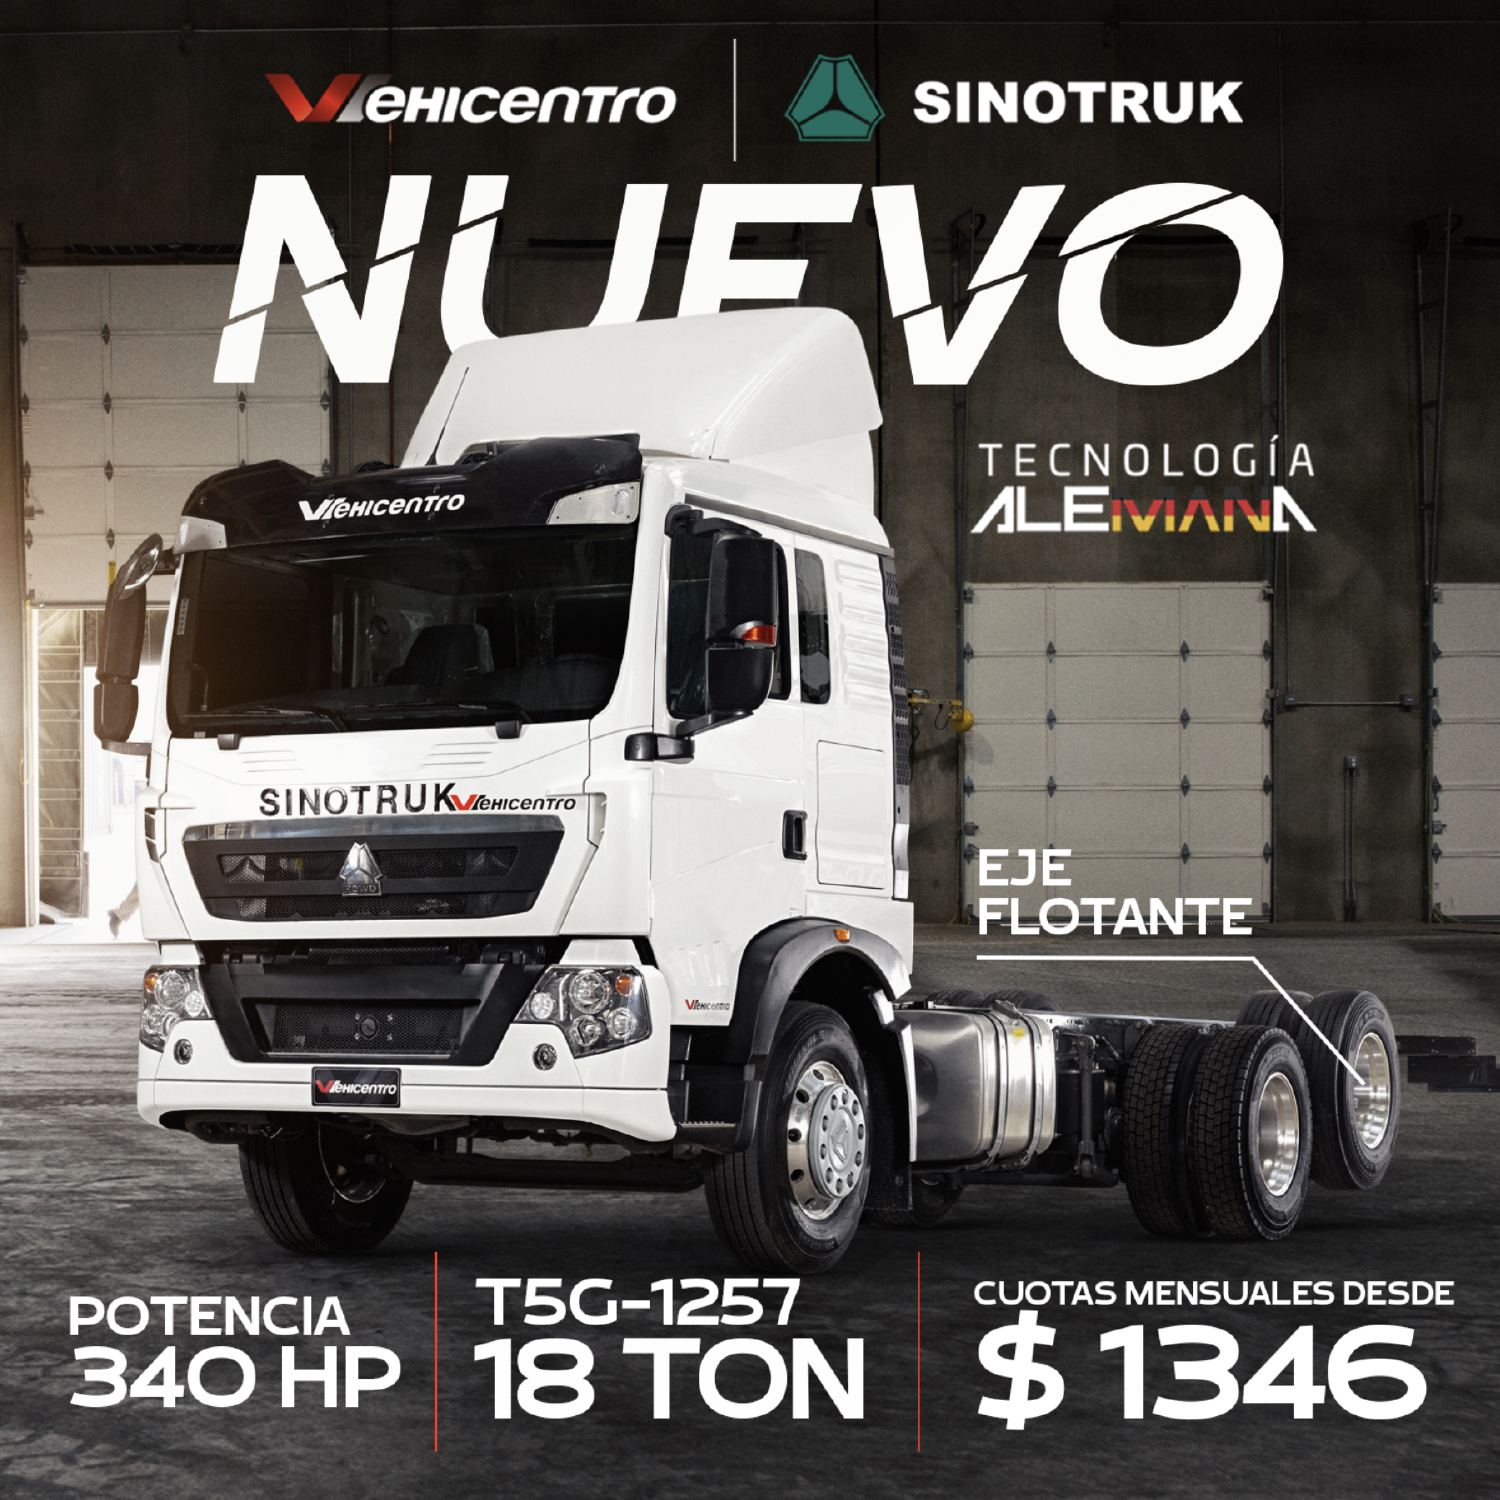 VEHICENTRO
SINOTRUK
NUEVO
TECNOLOGÍA
ALEMANA
VEHICENTRO
SINOTRUK VEHICENTRO
HOWO
VEHICENTRO
VEHICENTRO
EJE
FLOTANTE
POTENCIA
340 HP
T5G-1257
18 TON
CUOTAS MENSUALES DESDE
$ 1346